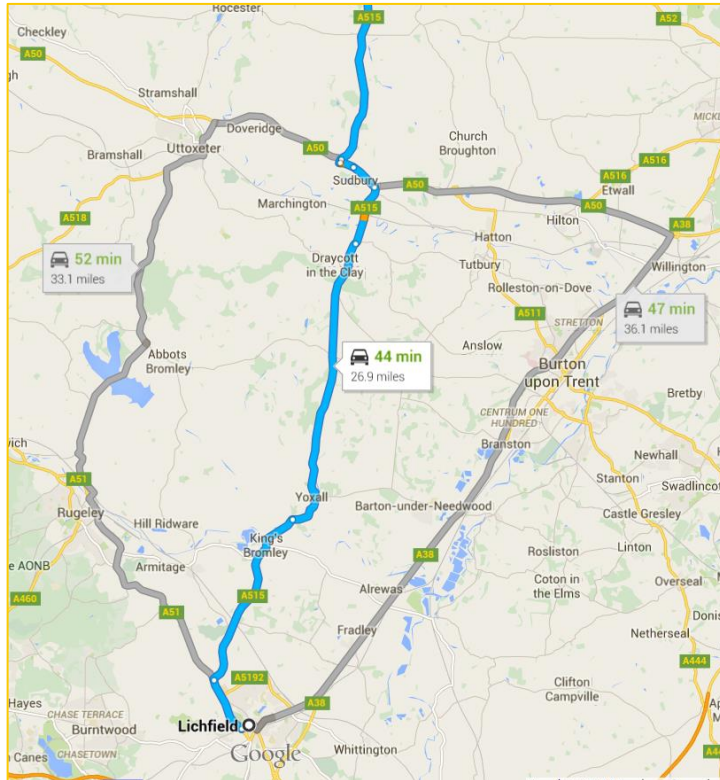 Rocester
A515
A52
Checkley
A50
Stramshall
Doveridge
Church
Broughton
Uttoxeter
A50
Bramshall
Sudbury
A516
A516
Etwall
A50
A50
Marchington
A515
A518
Hilton
A38
Hatton
52 min
33.1 miles
Draycott
in the Clay
Tutbury
Willington
Rolleston-on-Dove
47 min
36.1 miles
A511
STRETTON
Abbots
Bromley
44 min
26.9 miles
Anslow
Burton
upon Trent
Bretby
CENTRUM ONE
HUNDRED
Branston
Newhall
A51
Stanton
Swadlincot
Yoxall
Barton-under-Needwood
Rugeley
Hill Ridware
Castle Gresley
King's
Bromley
Linton
Rosliston
AONB
Armitage
A38
Coton in
the Elms
Overseal
A460
A515
Alrewas
A51
Fradley
Netherseal
A444
A5192
Clifton
Campville
Hayes
CHASE TERRACE
A38
Lichfield
Burntwood
Whittington
Google
Canes
CHASETOWN